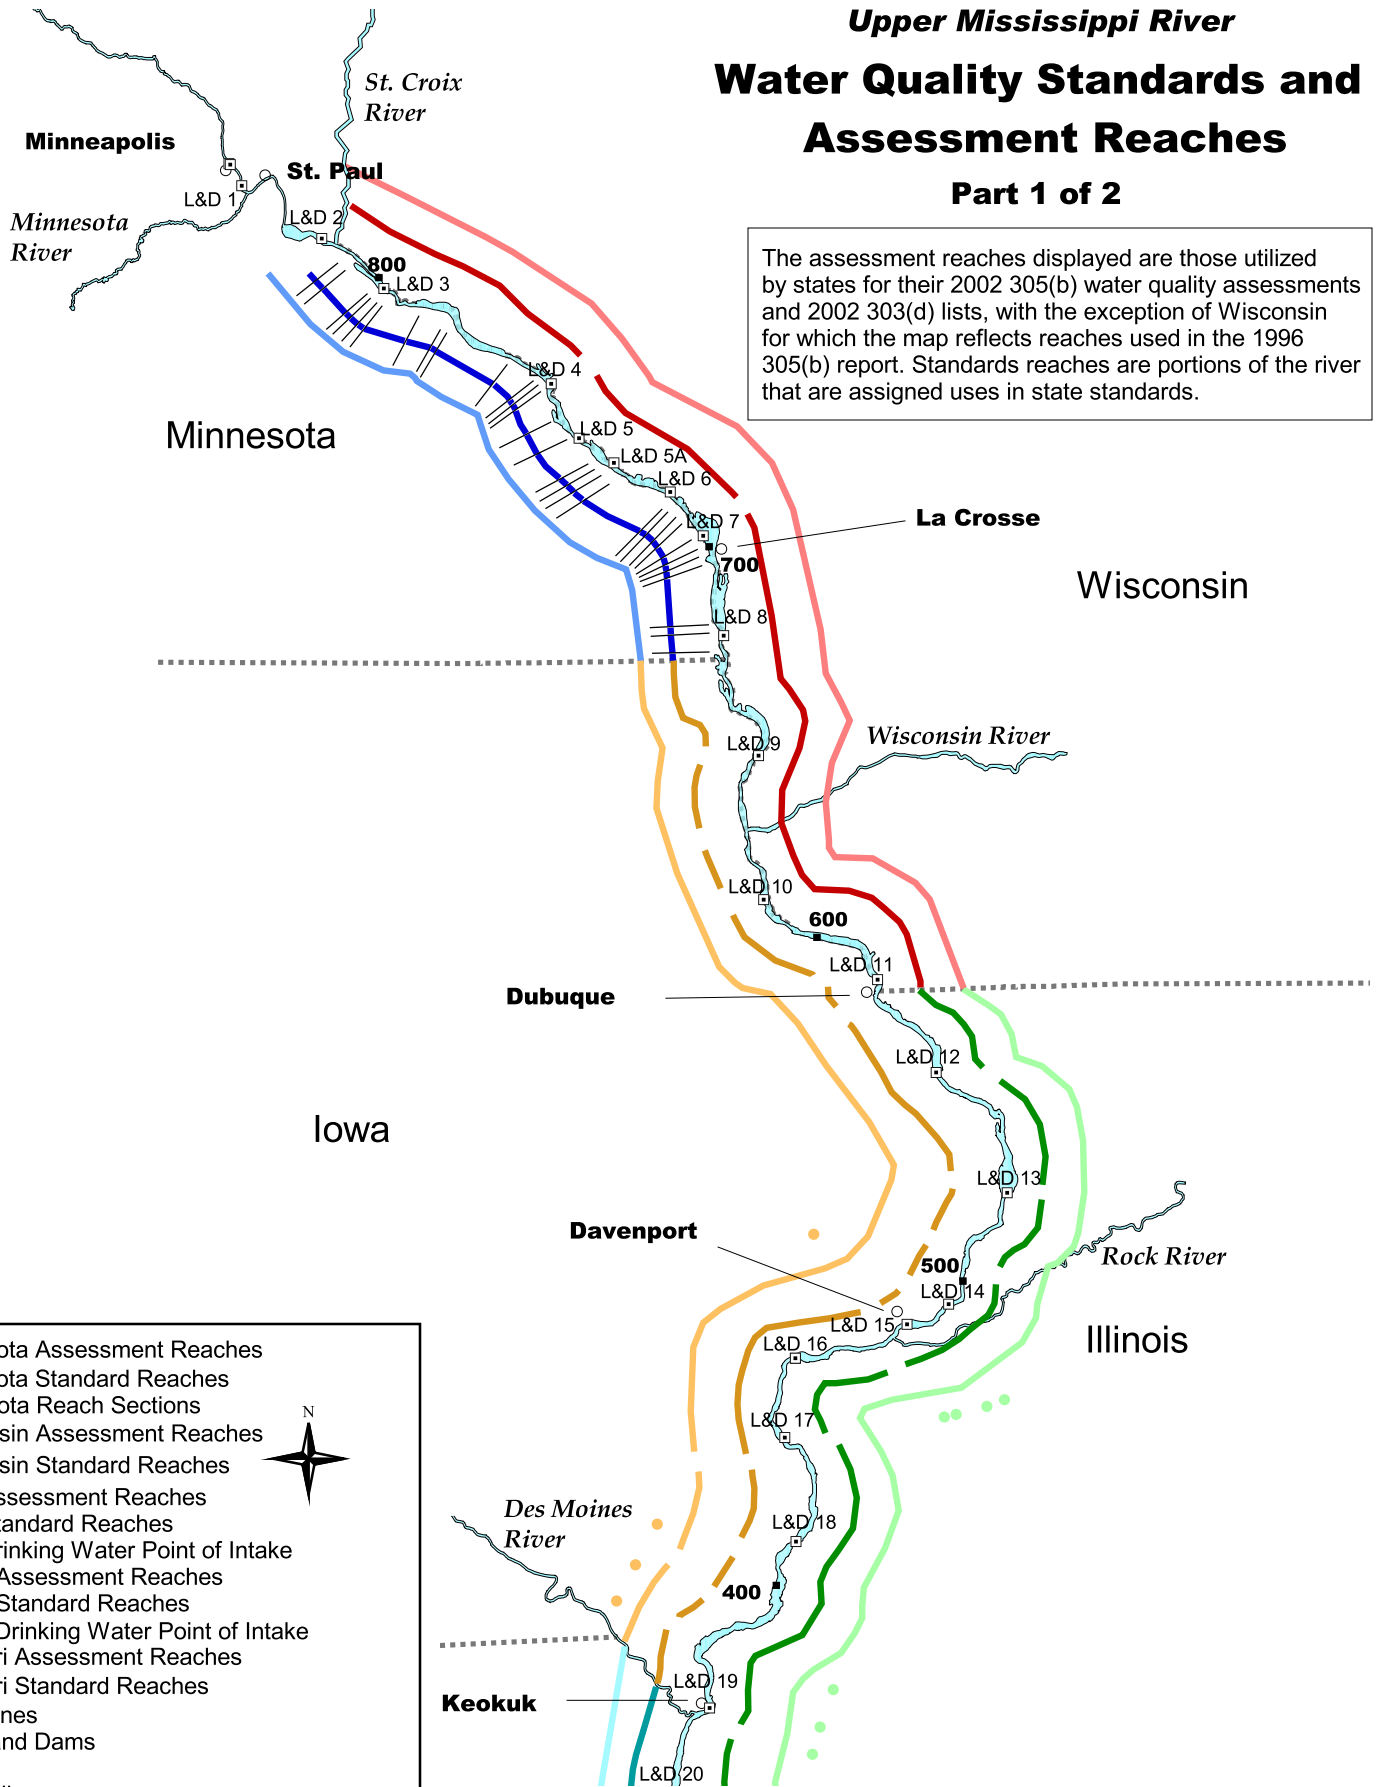 Upper Mississippi River
Water Quality Standards and
Assessment Reaches
Part 1 of 2
The assessment reaches displayed are those utilized
by states for their 2002 305(b) water quality assessments
and 2002 303(d) lists, with the exception of Wisconsin
for which the map reflects reaches used in the 1996
305(b) report. Standards reaches are portions of the river
that are assigned uses in state standards.
St. Croix
River
Minneapolis
St. Paul
L&D 1
Minnesota
River
L&D 2
800
L&D 3
L&D 4
Minnesota
L&D 5
L&D 5A
L&D 6
L&D 7
La Crosse
700
Wisconsin
L&D 8
Wisconsin River
L&D 9
L&D 10
600
L&D 11
Dubuque
L&D 12
Iowa
L&D 13
Davenport
Rock River
500
L&D 14
L&D 15
Illinois
L&D 16
L&D 17
Des Moines
River
L&D 18
400
L&D 19
Keokuk
L&D 20
N
ota Assessment Reaches
ota Standard Reaches
ota Reach Sections
sin Assessment Reaches
sin Standard Reaches
ssessment Reaches
tandard Reaches
rinking Water Point of Intake
Assessment Reaches
Standard Reaches
Drinking Water Point of Intake
ri Assessment Reaches
ri Standard Reaches
nes
nd Dams